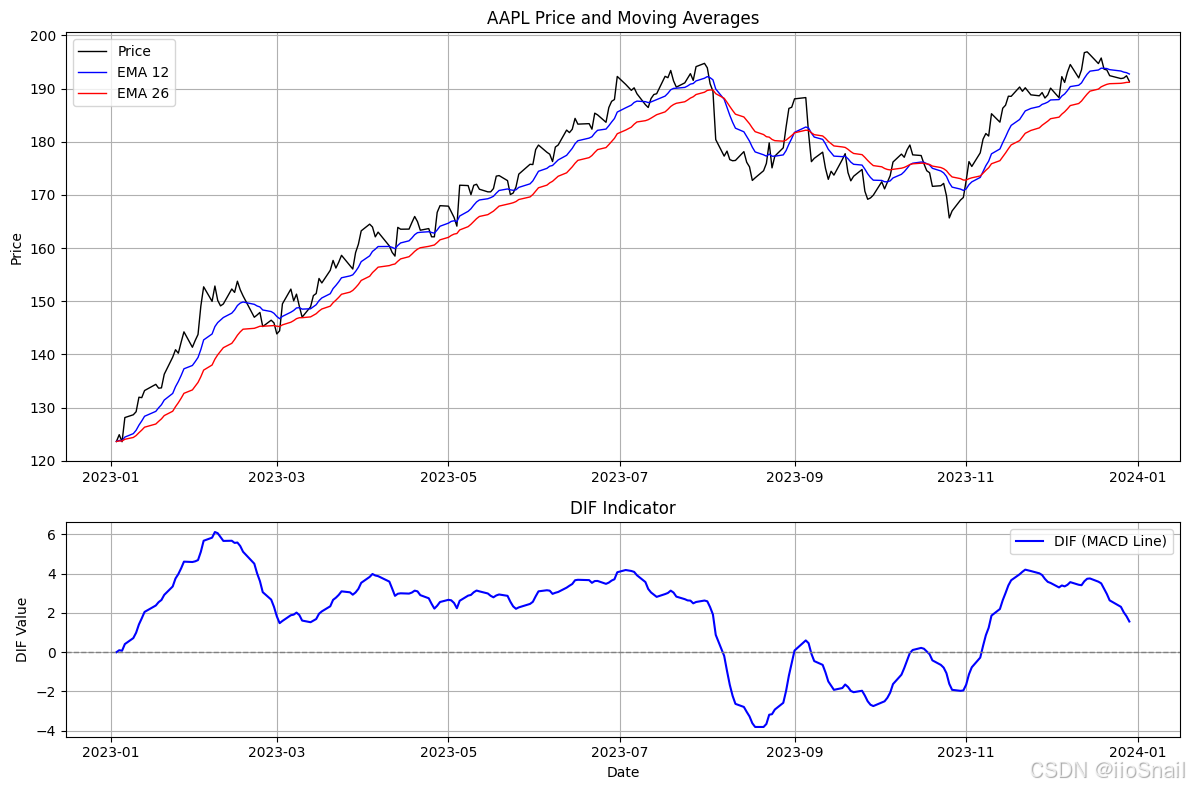 AAPL Price and Moving Averages
200
190
180
170
160
150
140
130
120
Price
Price
EMA 12
EMA 26
2023-01 2023-03 2023-05 2023-07 2023-09 2023-11 2024-01
DIF Indicator
6
4
2
0
−2
−4
DIF Value
DIF (MACD Line)
2023-01 2023-03 2023-05 2023-07 2023-09 2023-11 2024-01
Date
CSDN @iioSnail